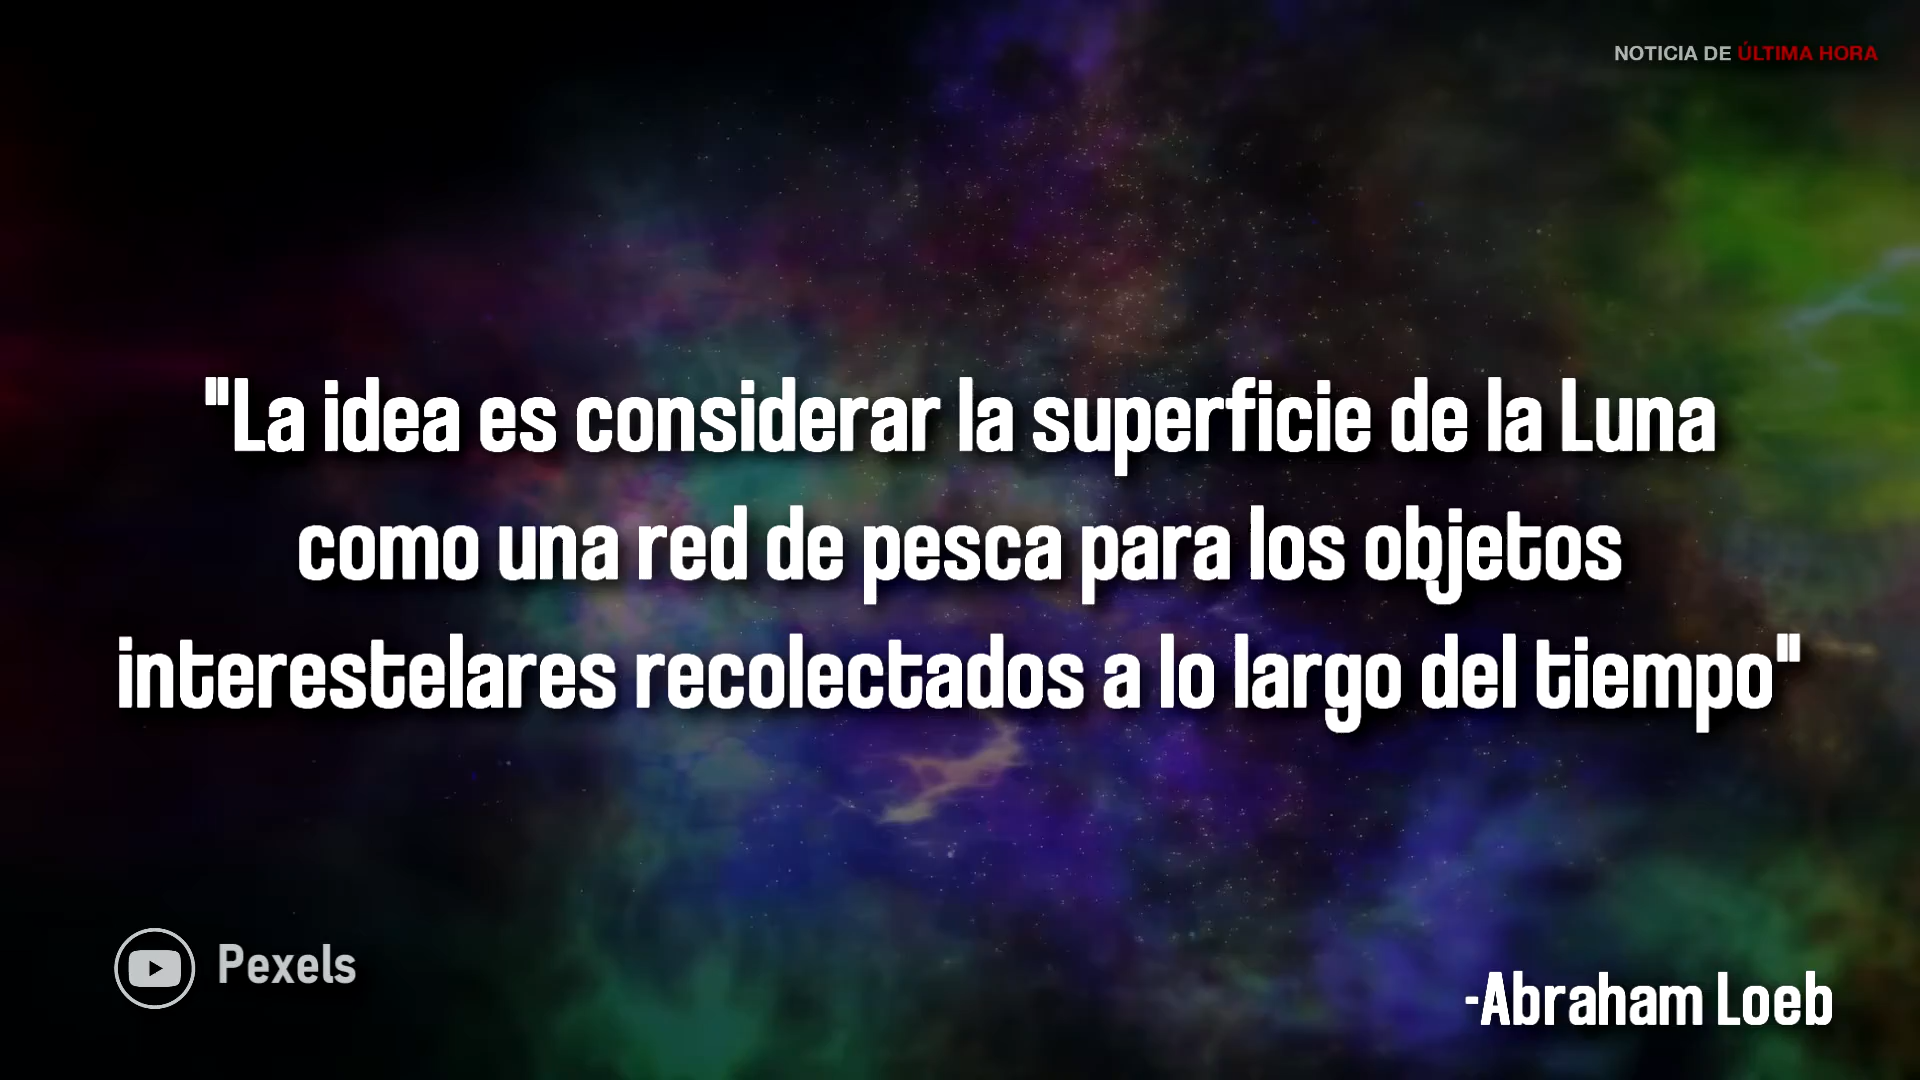 NOTICIA DE ÚLTIMA HORA
"La idea es considerar la superficie de la Luna
como una red de pesca para los objetos
interestelares recolectados a lo largo del tiempo"
Pexels
-Abraham Loeb